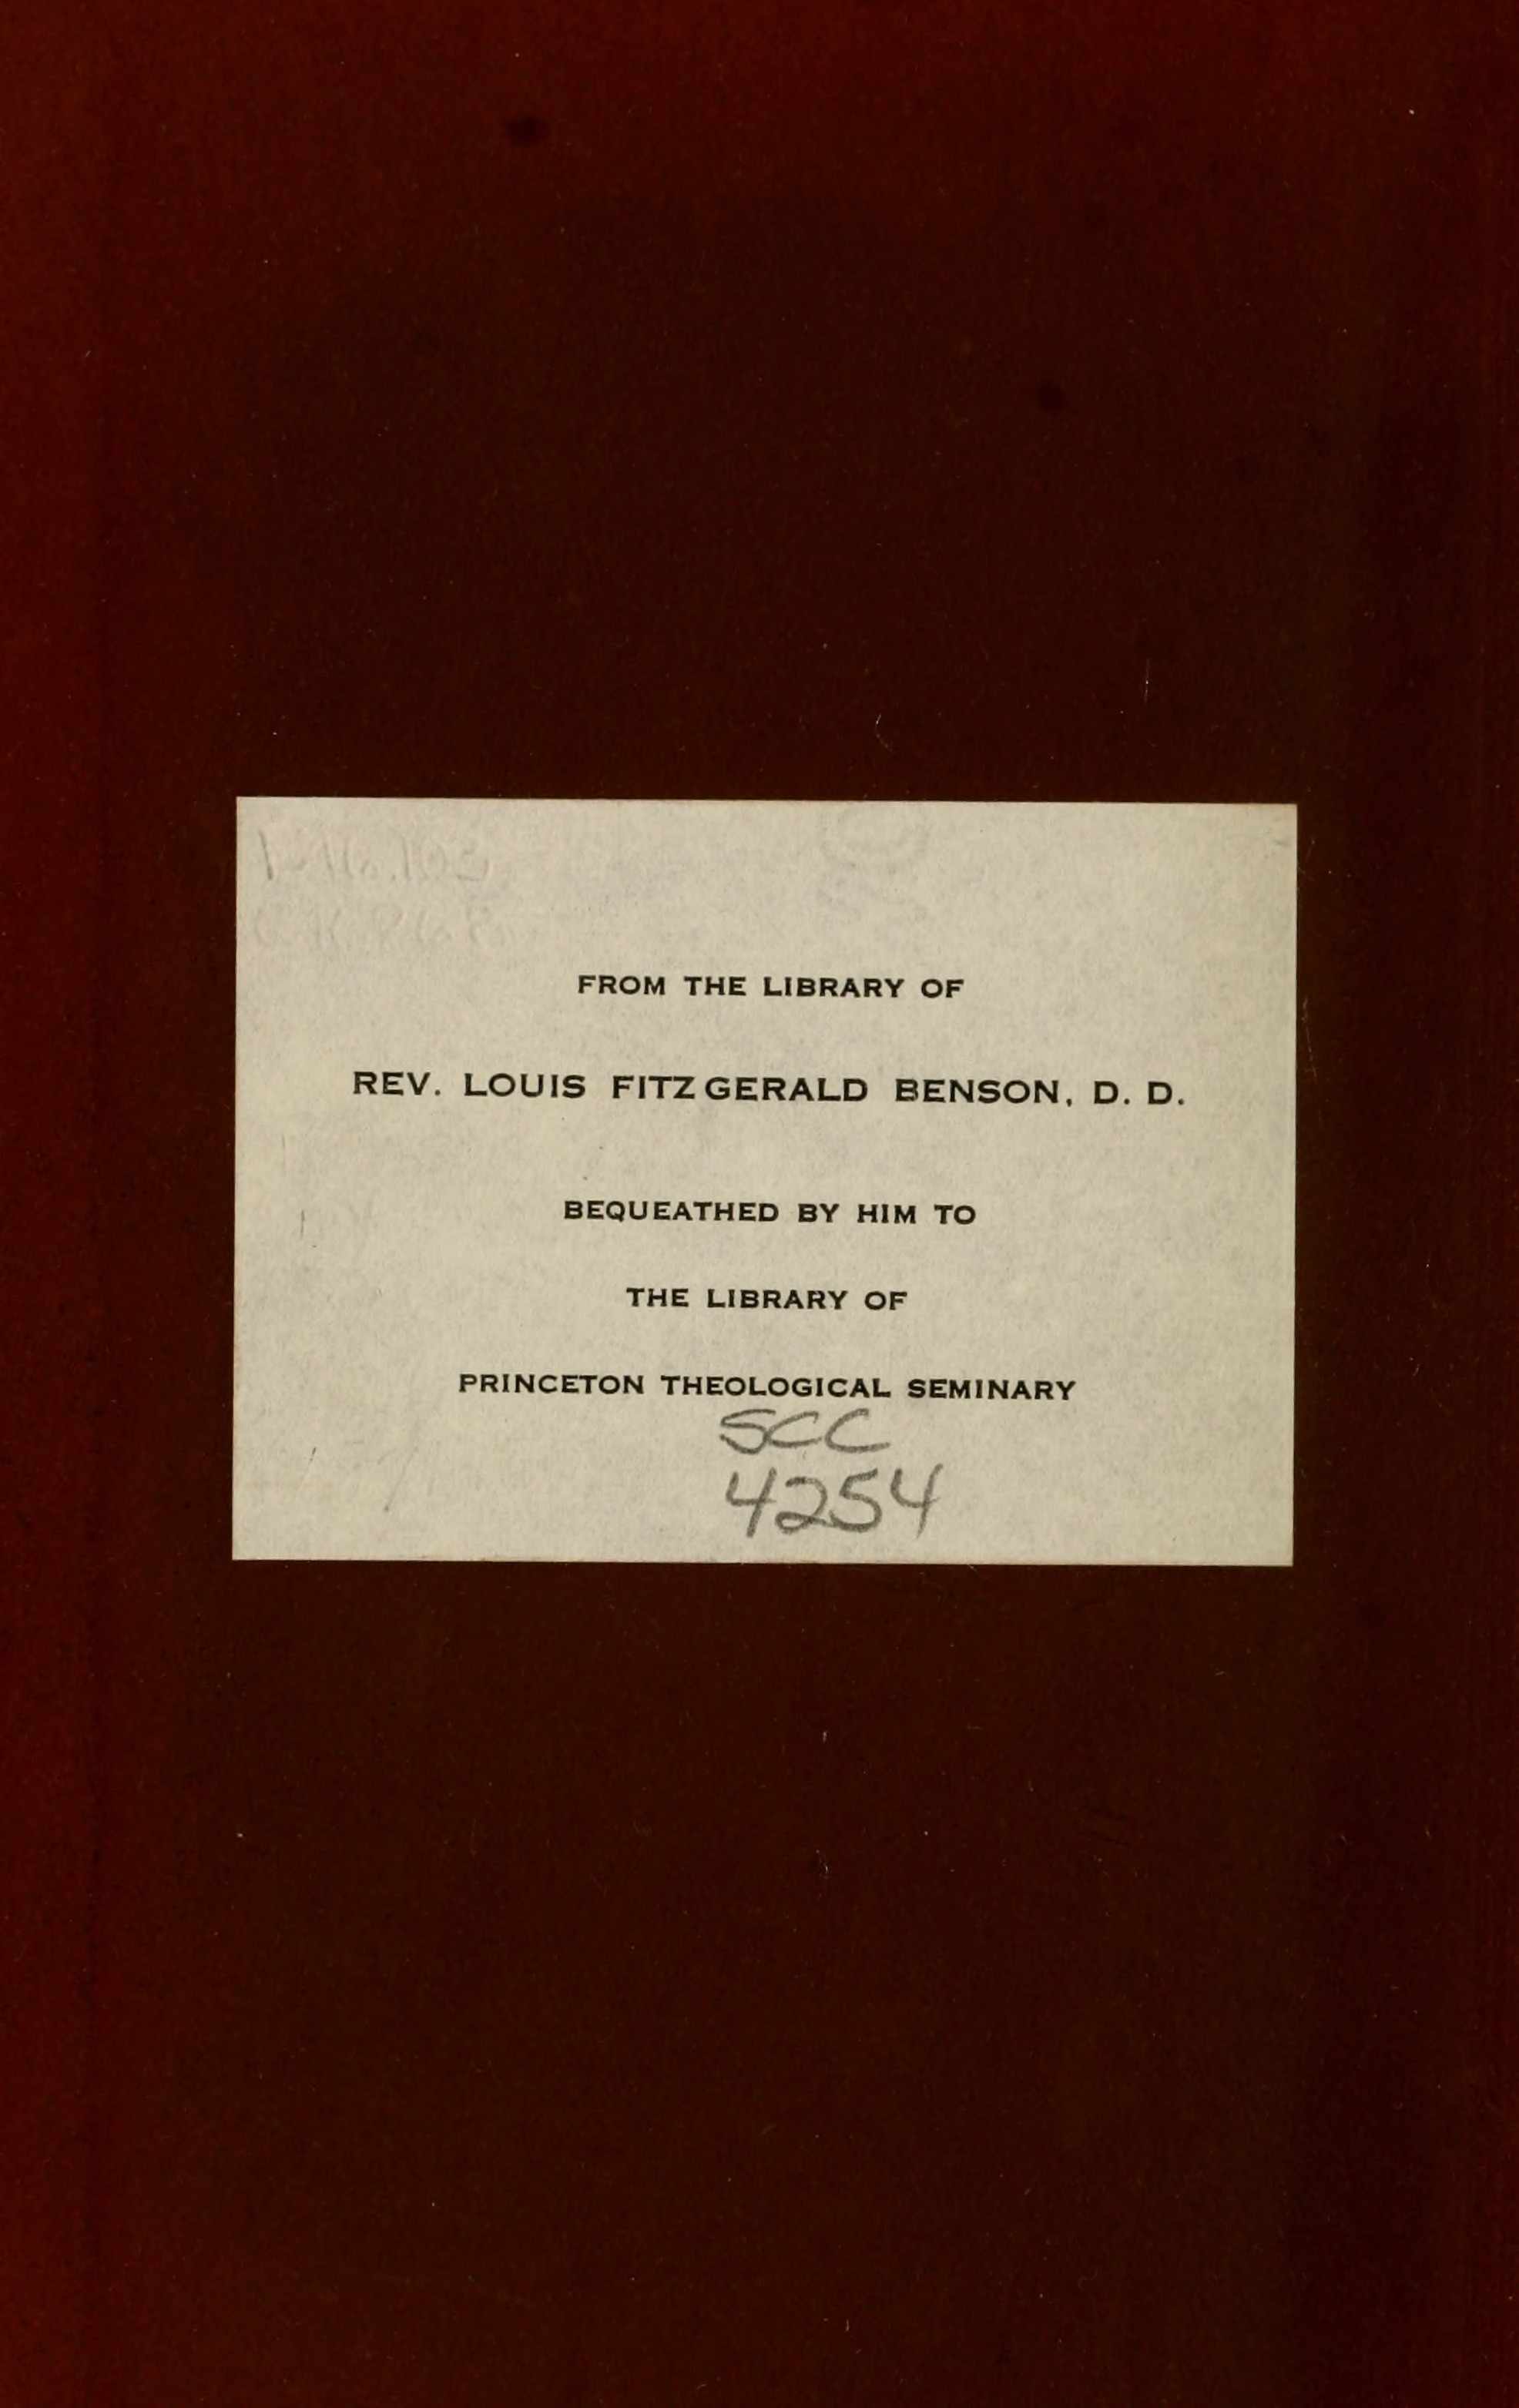 FROM THE LIBRARY OF
REV. LOUIS FITZGERALD BENSON, D. D.
BEQUEATHED BY HIM TO
THE LIBRARY OF
PRINCETON THEOLOGICAL SEMINARY
SCC
4254